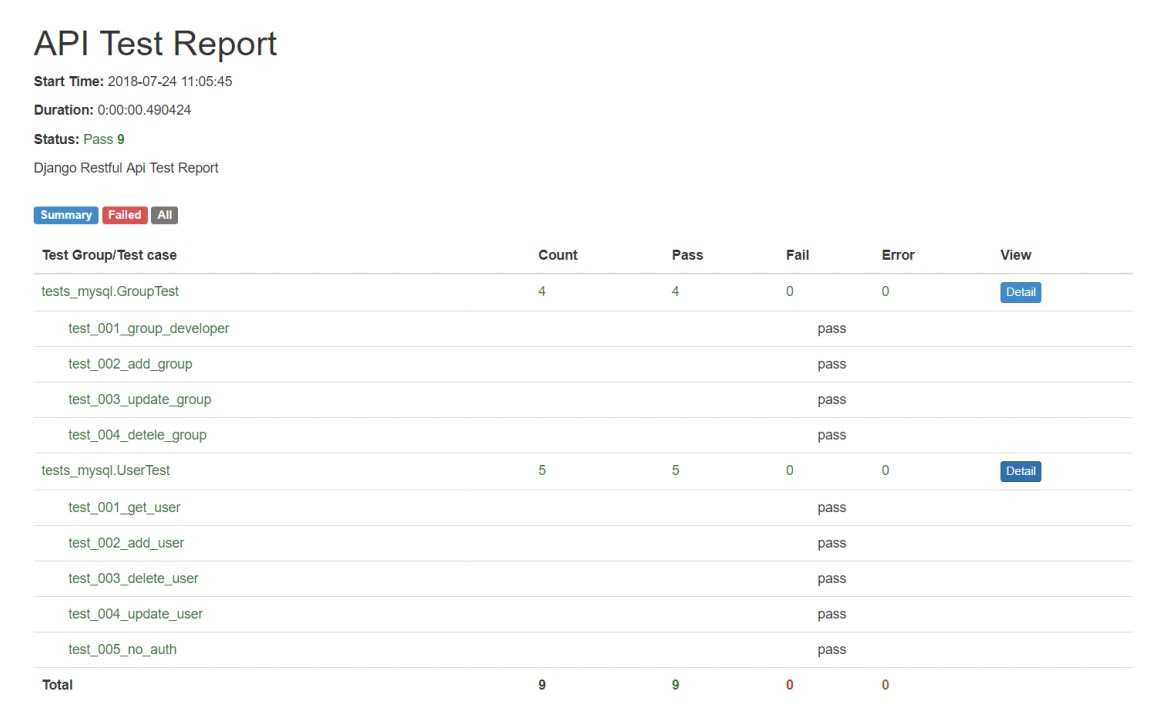 API Test Report
Start Time: 2018-07-24 11:05:45
Duration: 0:00:00.490424
Status: Pass 9
Django Restful Api Test Report
Summary Failed All
Test Group/Test case Count Pass Fail Error View
tests_mysql.GroupTest 4 4 0 0 Detail
test_001_group_developer pass
test_002_add_group pass
test_003_update_group pass
test_004_detele_group pass
tests_mysql.UserTest 5 5 0 0 Detail
test_001_get_user pass
test_002_add_user pass
test_003_delete_user pass
test_004_update_user pass
test_005_no_auth pass
Total 9 9 0 0